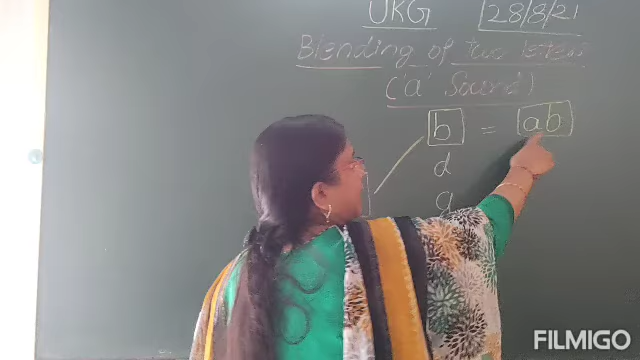 UKG 28/8/21
Blending of two letters
('a' Sound)
b = ab
d
FILMIGO